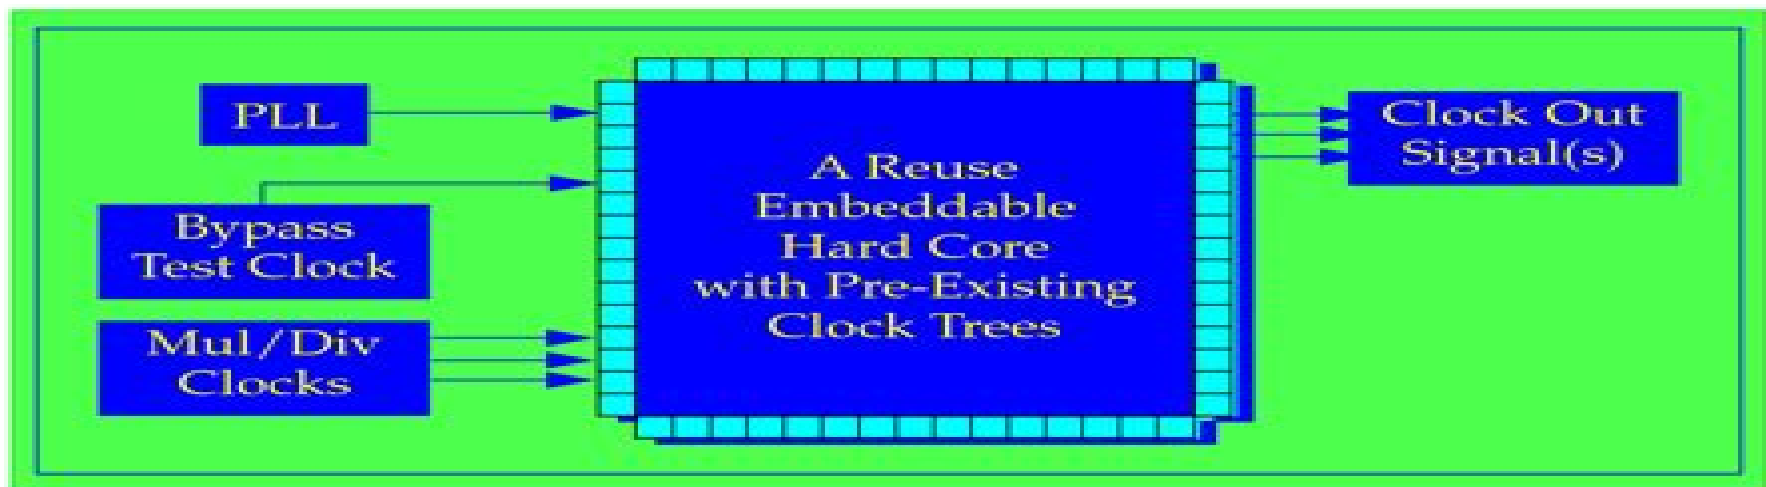 PLL
Bypass
Test Clock
Mul/Div
Clocks
A Reuse
Embeddable
Hard Core
with Pre-Existing
Clock Trees
Clock Out
Signal(s)